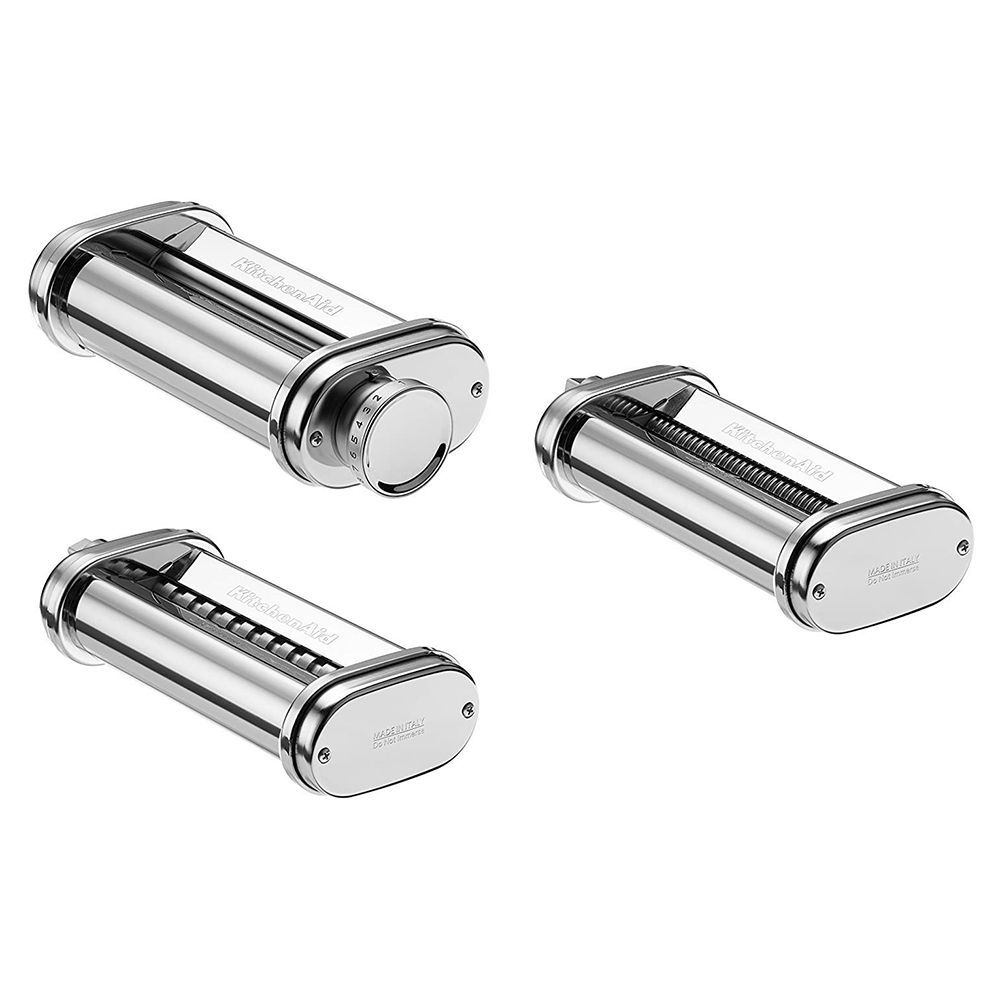 KitchenAid
2
3
4
5
6
7
KitchenAid
MADE IN ITALY
Do Not Immerse
KitchenAid
MADE IN ITALY
Do Not Immerse